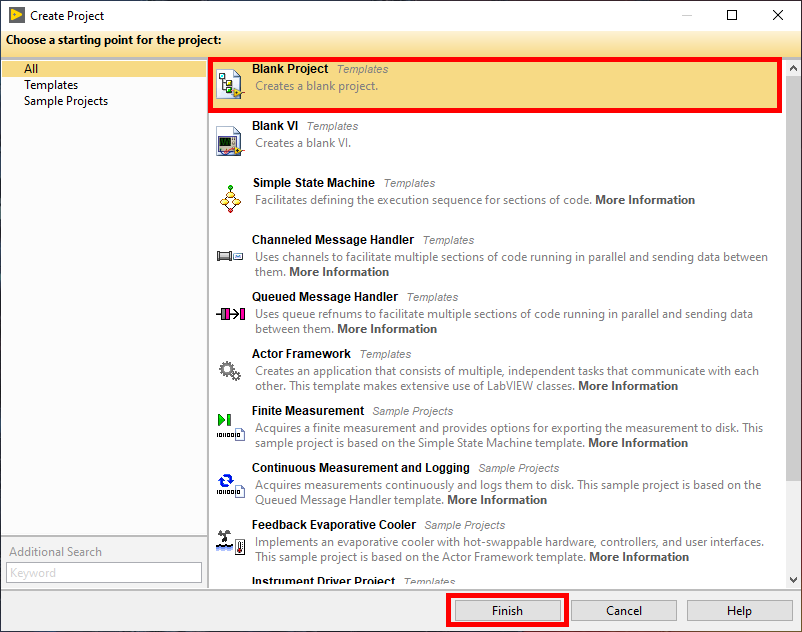 Create Project
Choose a starting point for the project:
All
Templates
Sample Projects
Blank Project Templates
Creates a blank project.
Blank VI Templates
Creates a blank VI.
Simple State Machine Templates
Facilitates defining the execution sequence for sections of code. More Information
Channeled Message Handler Templates
Uses channels to facilitate multiple sections of code running in parallel and sending data between
them. More Information
Queued Message Handler Templates
Uses queue refnums to facilitate multiple sections of code running in parallel and sending data
between them. More Information
Actor Framework Templates
Creates an application that consists of multiple, independent tasks that communicate with each
other. This template makes extensive use of LabVIEW classes. More Information
Finite Measurement Sample Projects
Acquires a finite measurement and provides options for exporting the measurement to disk. This
sample project is based on the Simple State Machine template. More Information
Continuous Measurement and Logging Sample Projects
Acquires measurements continuously and logs them to disk. This sample project is based on the
Queued Message Handler template. More Information
Feedback Evaporative Cooler Sample Projects
Implements an evaporative cooler with hot-swappable hardware, controllers, and user interfaces.
This sample project is based on the Actor Framework template. More Information
Instrument Driver Project Templates
Additional Search
Keyword
Finish
Cancel
Help